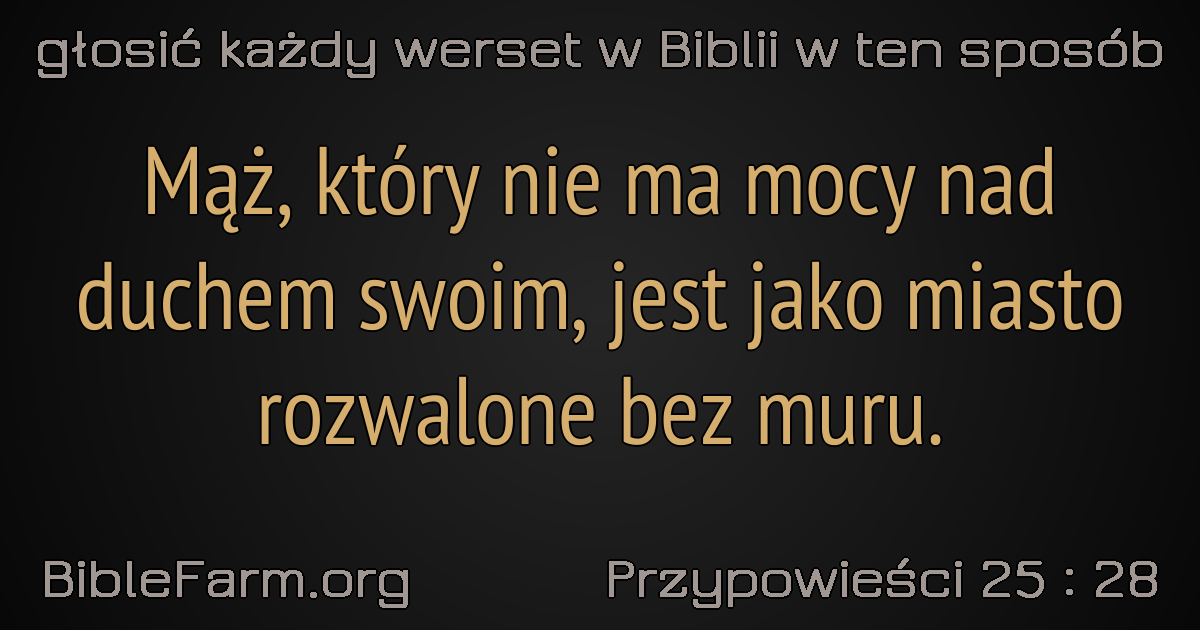 głosić każdy werset w Biblii w ten sposób
Mąż, który nie ma mocy nad
duchem swoim, jest jako miasto
rozwalone bez muru.
BibleFarm.org
Przypowieści 25 : 28